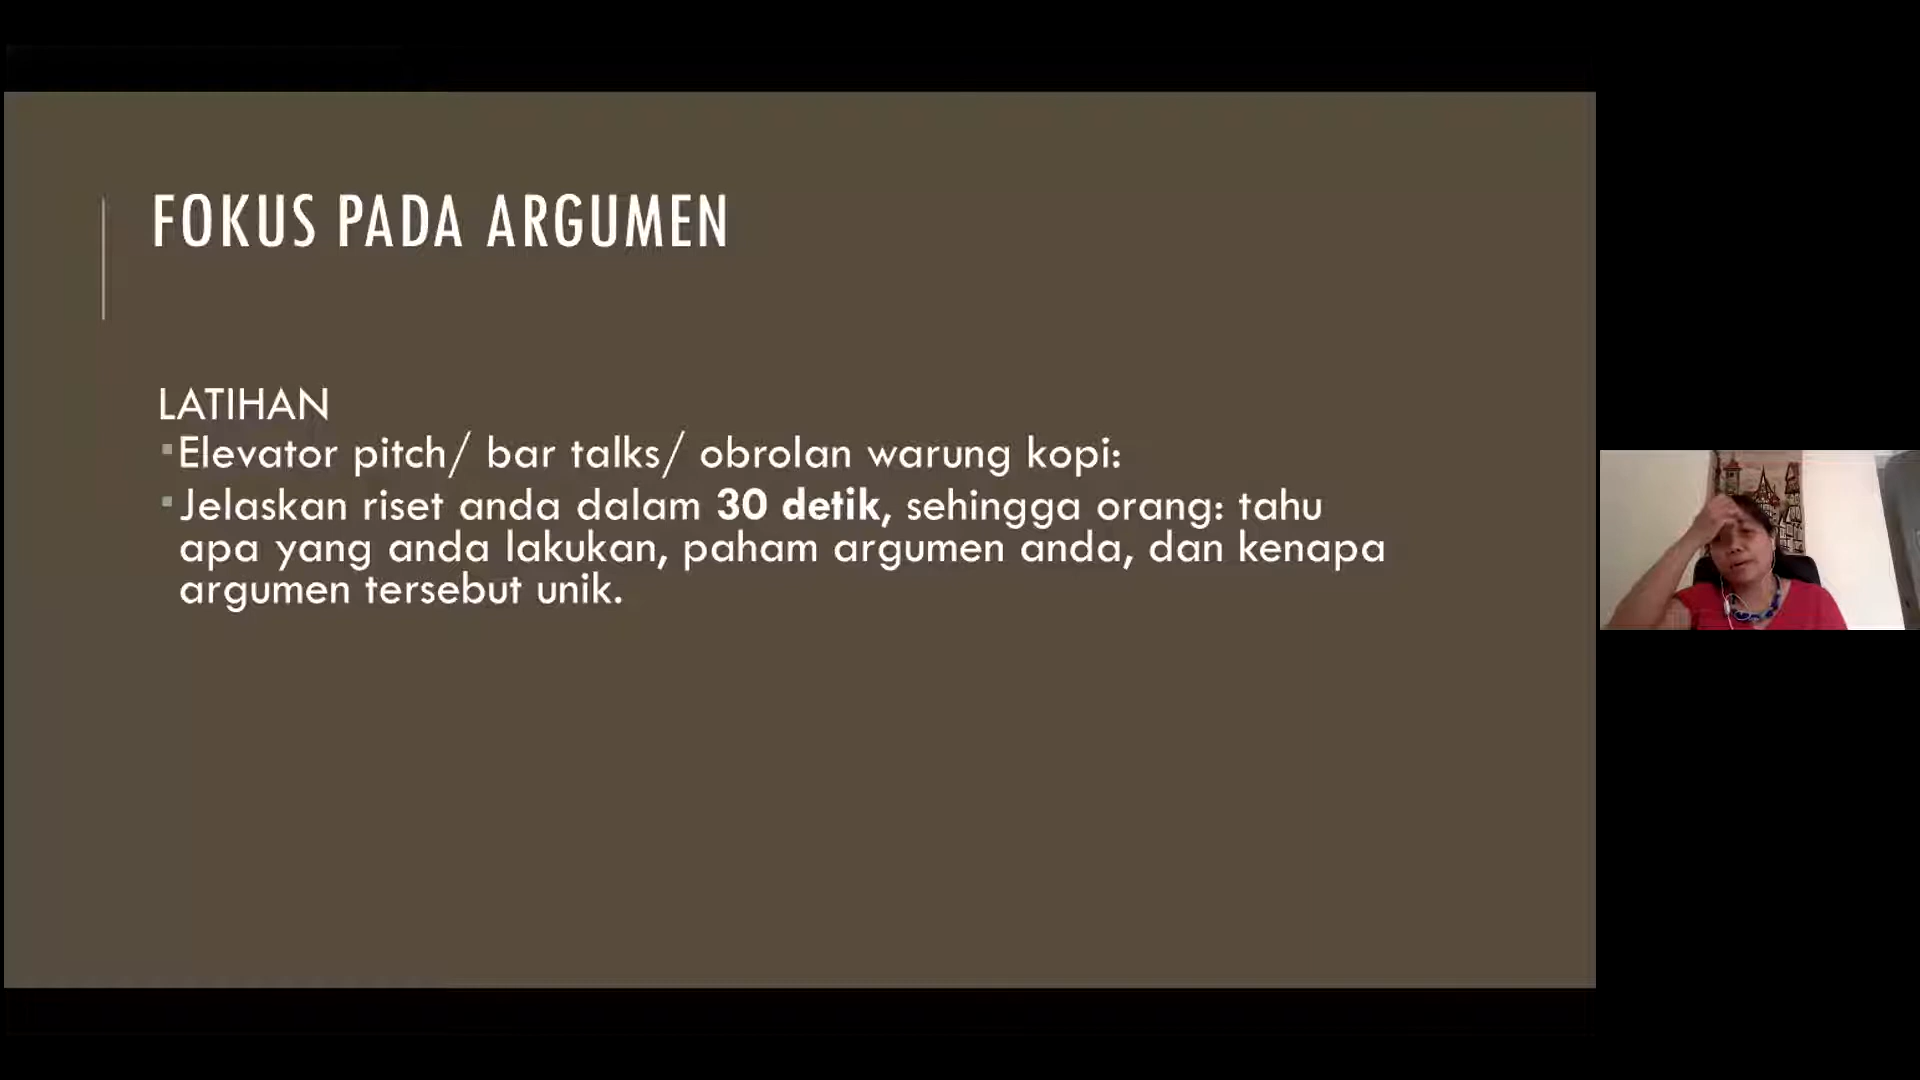 FOKUS PADA ARGUMEN
LATIHAN
▪Elevator pitch/ bar talks/ obrolan warung kopi:
▪Jelaskan riset anda dalam 30 detik, sehingga orang: tahu
apa yang anda lakukan, paham argumen anda, dan kenapa
argumen tersebut unik.